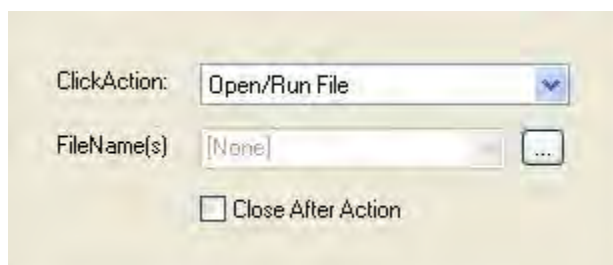 ClickAction: Open/Run File
FileName(s) [None] ...
Close After Action